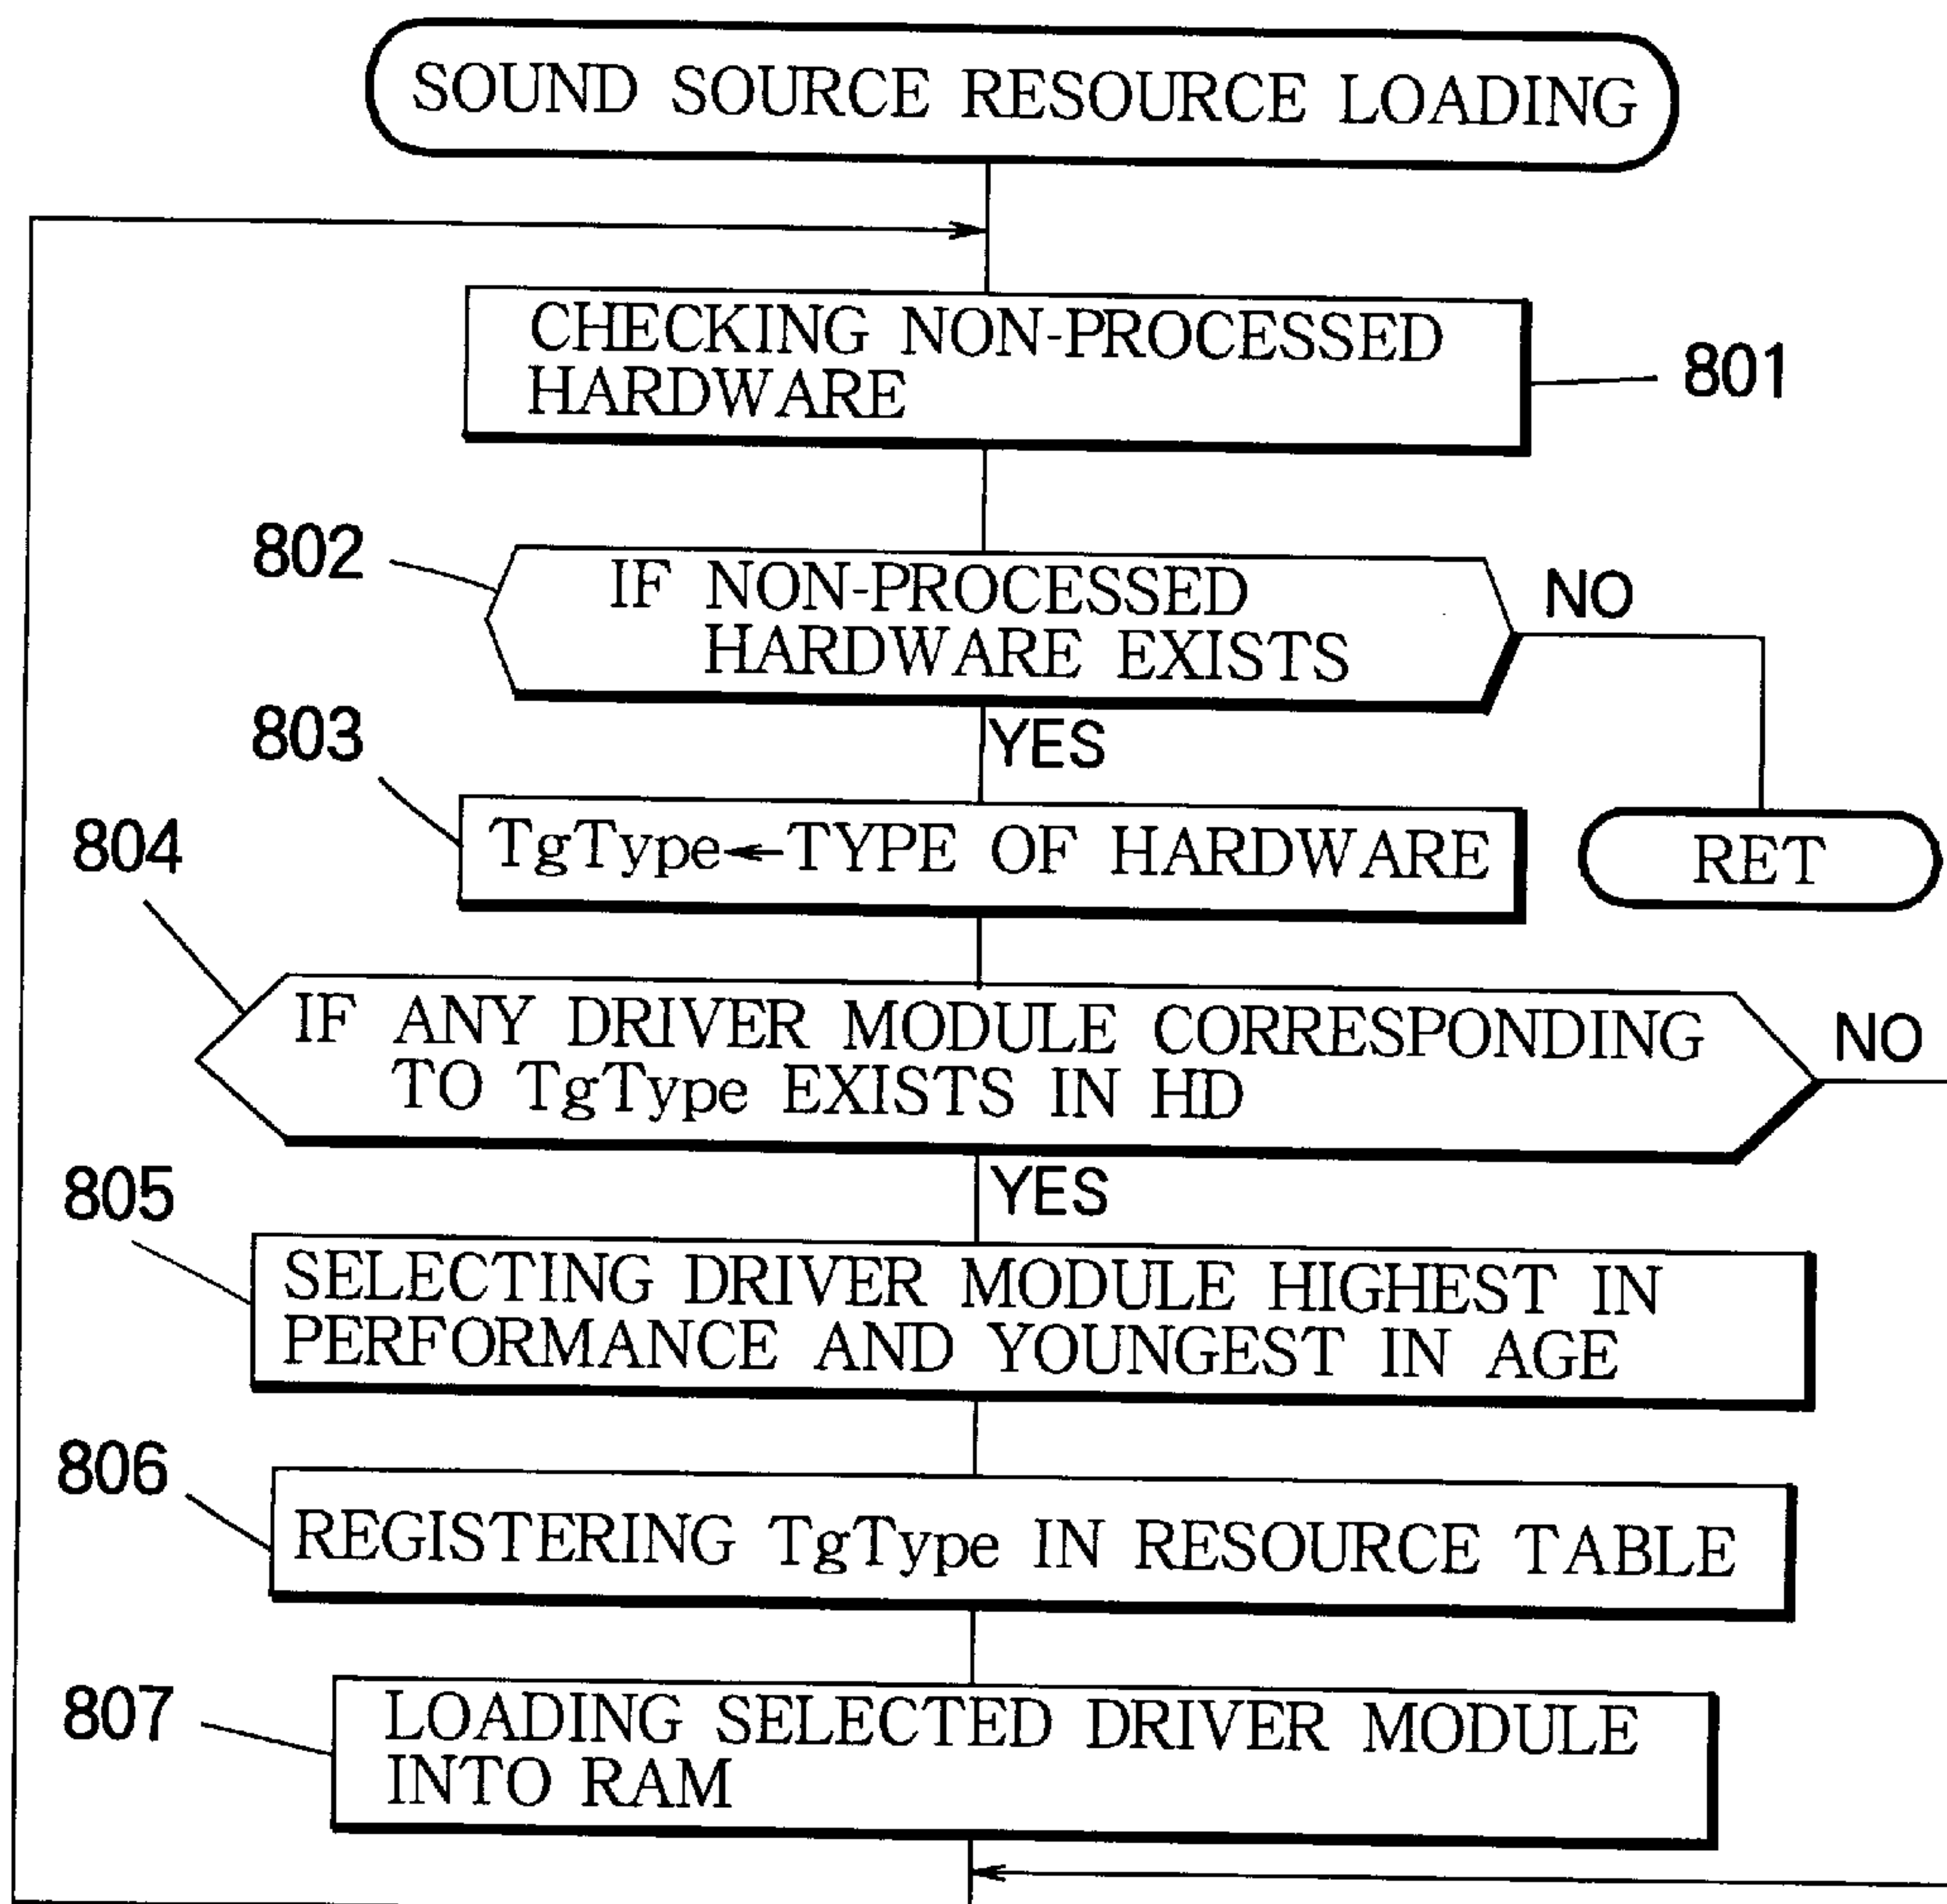 SOUND SOURCE RESOURCE LOADING
CHECKING NON-PROCESSED
HARDWARE
801
802
IF NON-PROCESSED
HARDWARE EXISTS
NO
YES
803
TgType←TYPE OF HARDWARE
RET
804
IF ANY DRIVER MODULE CORRESPONDING
TO TgType EXISTS IN HD
NO
YES
805
SELECTING DRIVER MODULE HIGHEST IN
PERFORMANCE AND YOUNGEST IN AGE
806
REGISTERING TgType IN RESOURCE TABLE
807
LOADING SELECTED DRIVER MODULE
INTO RAM